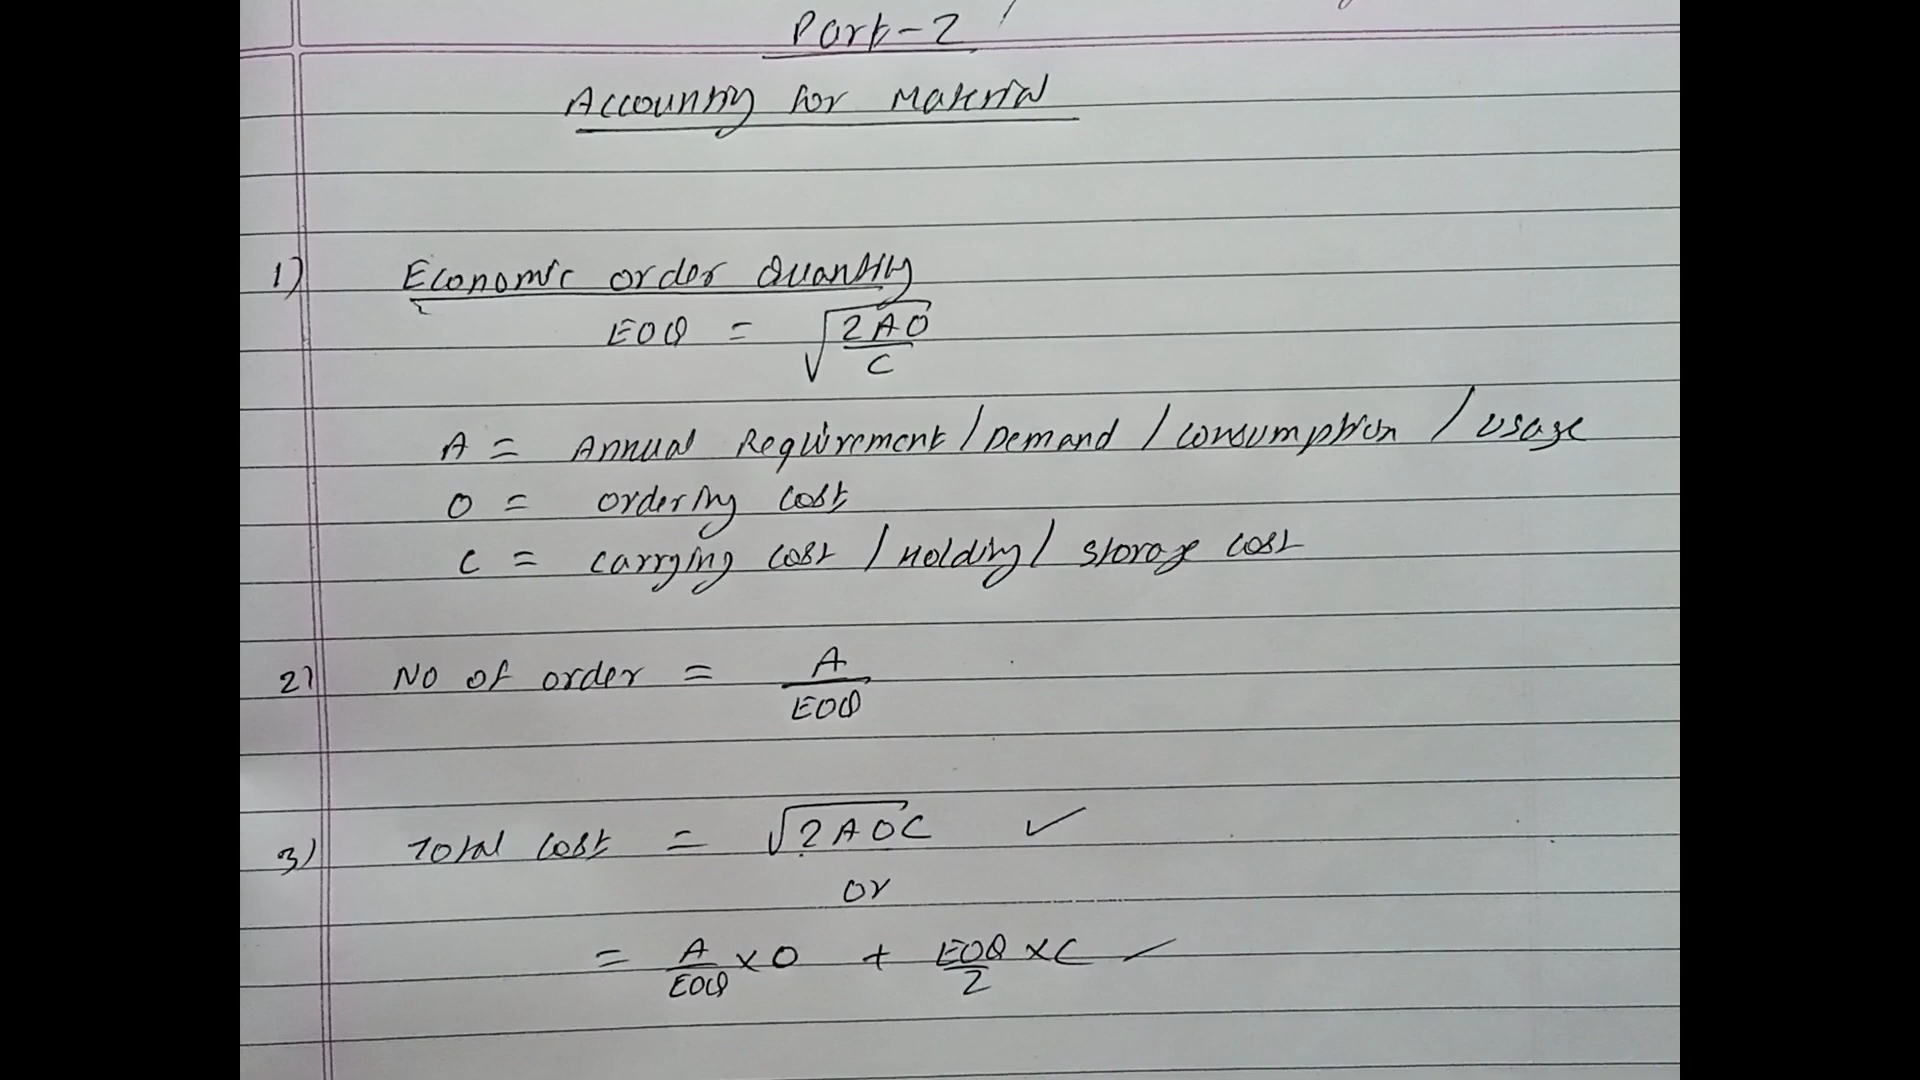 Part-2
Accounting for Material
1) Economic order Quantity
EOQ = √(2AO/C)
A = Annual Requirement / Demand / consumption / usage
O = ordering cost
C = carrying cost / Holding / storage cost
2) No of order = A/EOQ
3) Total cost = √2AOC ✓
or
= A/EOQ × O + EOQ/2 × C ✓